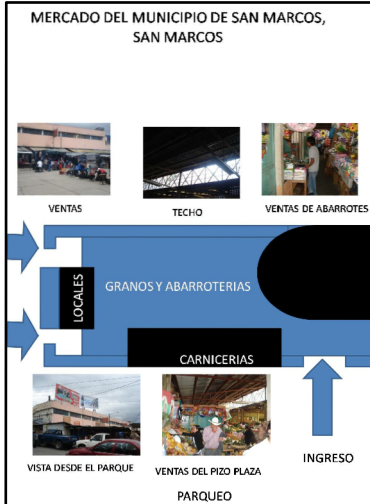 MERCADO DEL MUNICIPIO DE SAN MARCOS,
SAN MARCOS
VENTAS
TECHO
VENTAS DE ABARROTES
LOCALES
GRANOS Y ABARROTERIAS
CARNICERIAS
VISTA DESDE EL PARQUE
VENTAS DEL PIZO PLAZA
INGRESO
PARQUEO